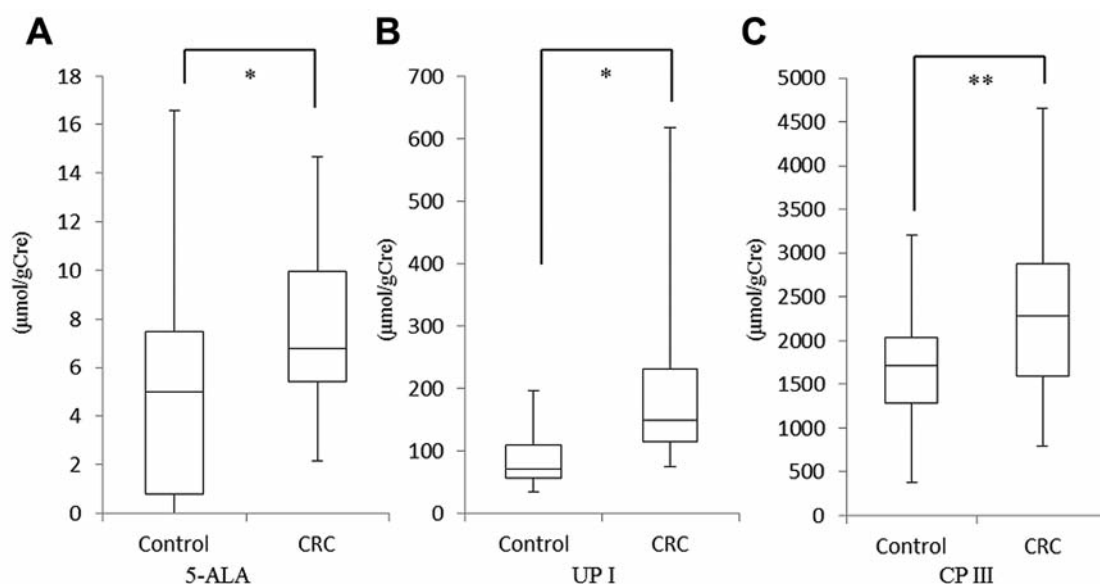 A
*
18
16
14
12
10
8
6
4
2
0
(µmol/gCre)
Control CRC
5-ALA
B
*
700
600
500
400
300
200
100
0
(µmol/gCre)
Control CRC
UP I
C
**
5000
4500
4000
3500
3000
2500
2000
1500
1000
500
0
(µmol/gCre)
Control CRC
CP III